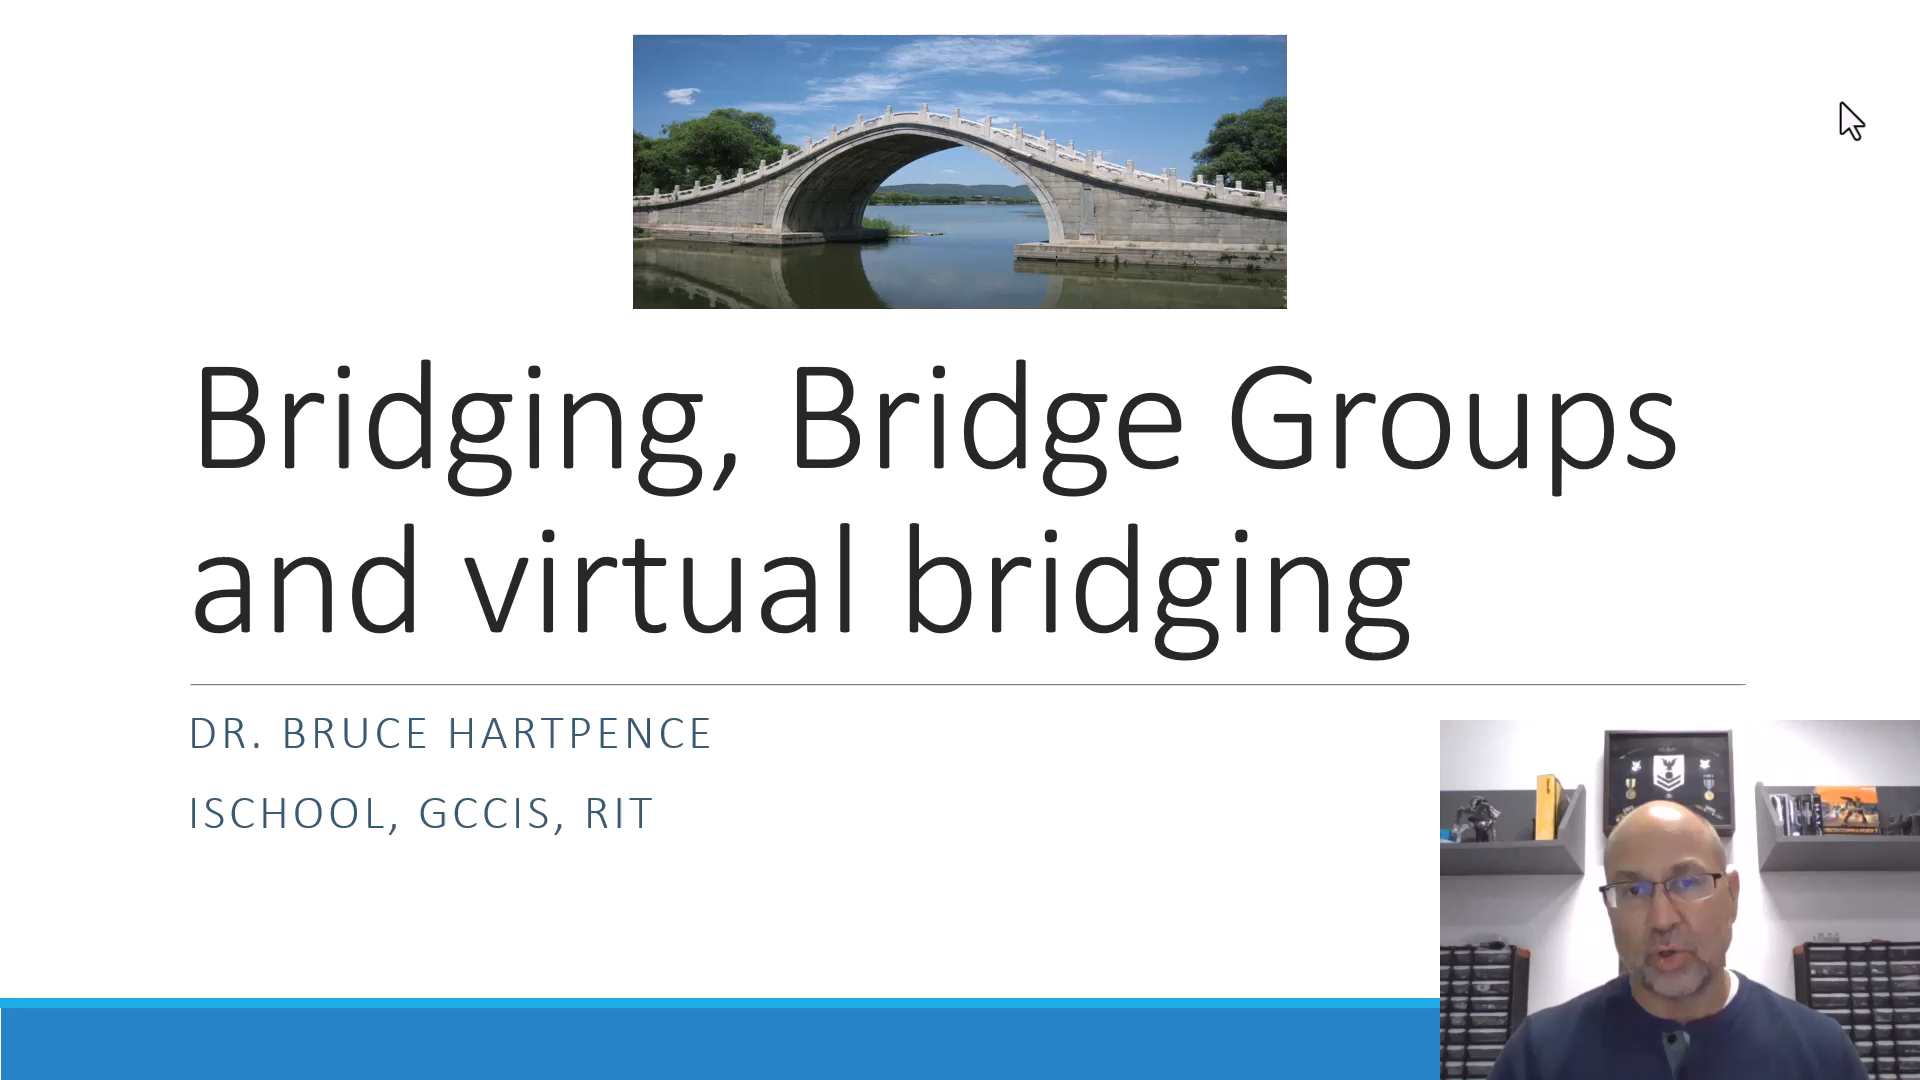 Bridging, Bridge Groups
and virtual bridging
DR. BRUCE HARTPENCE
ISCHOOL, GCCIS, RIT